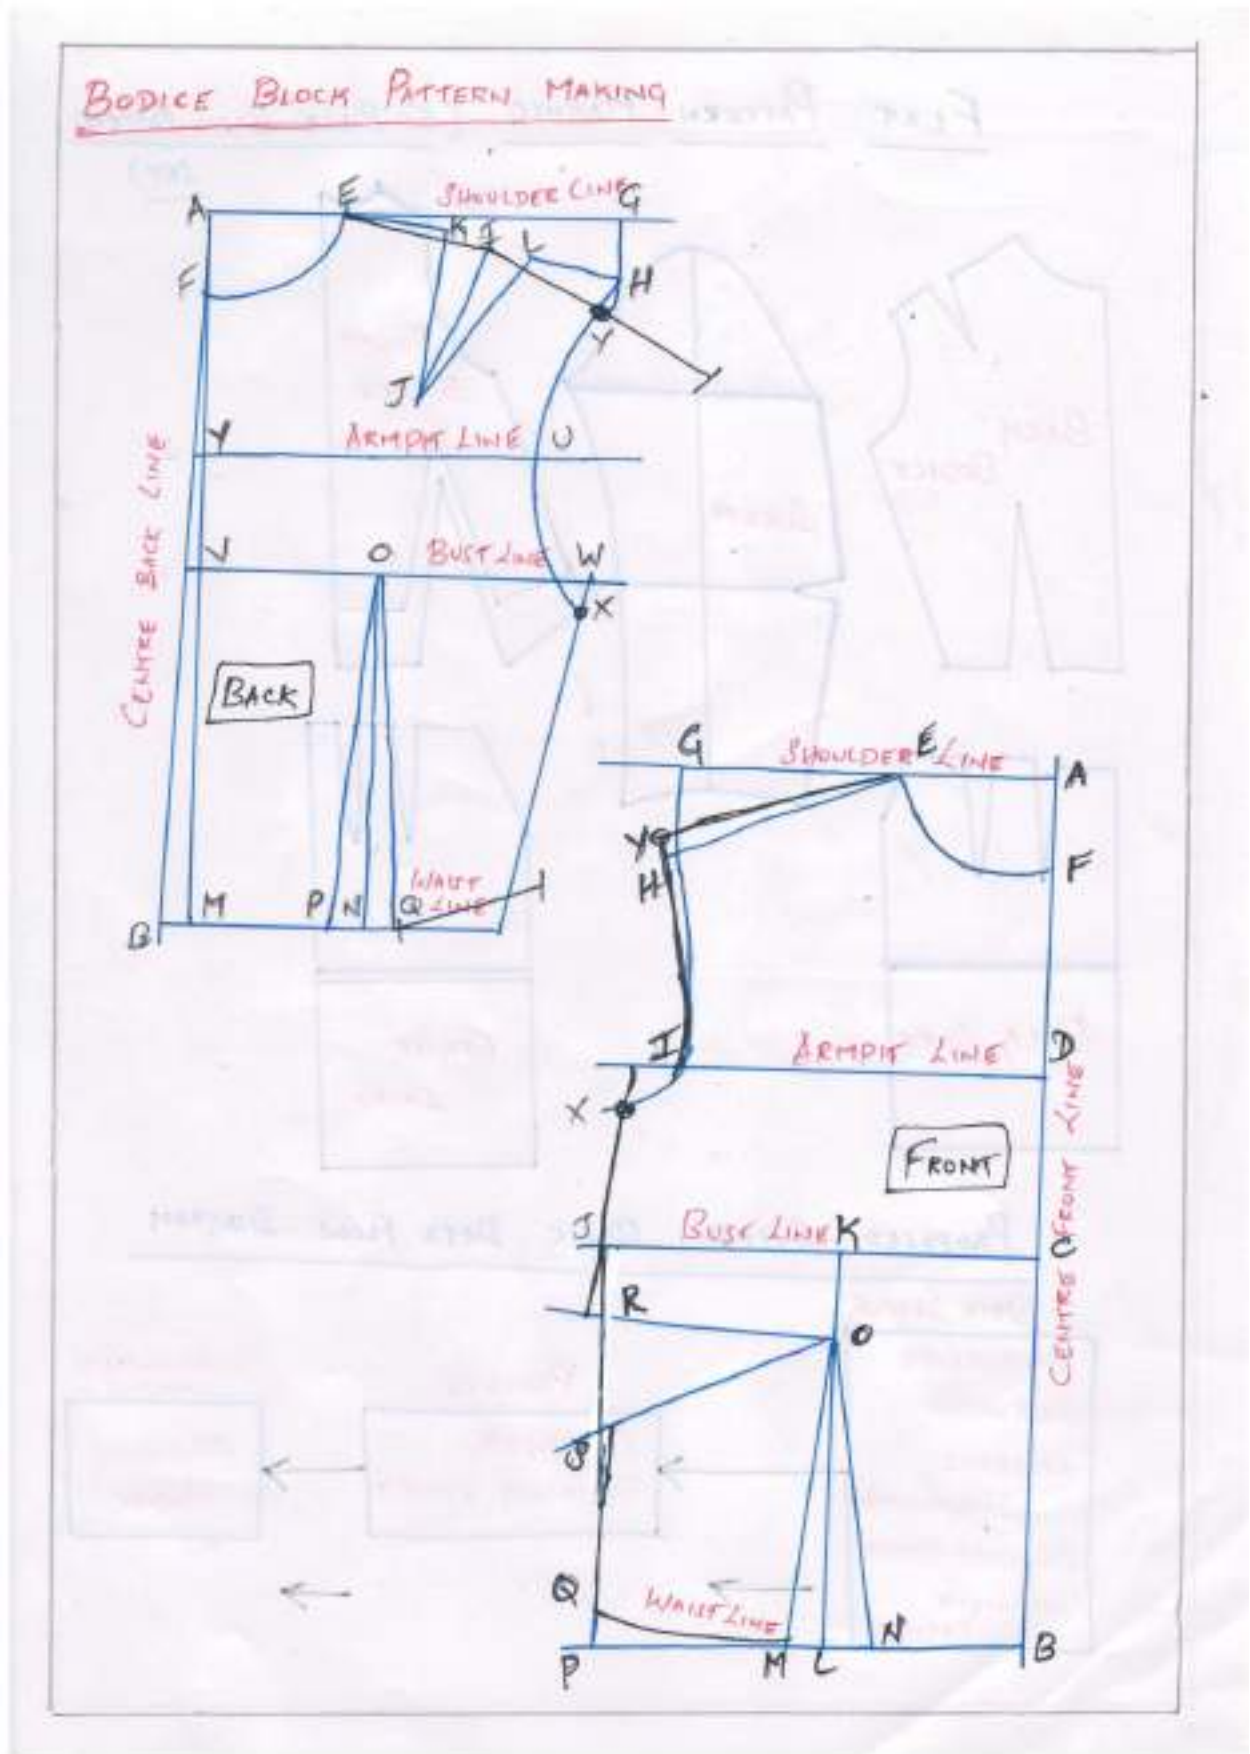 BODICE BLOCK PATTERN MAKING
A E SHOULDER LINE G
K I L
F H
Y
J
Y ARMPIT LINE U
CENTRE BACK LINE
V O BUST LINE W
X
BACK
WAIST LINE
B M P N Q
G SHOULDER LINE E A
Y
H F
I ARMPIT LINE D
X
FRONT
CENTRE FRONT LINE
J BUST LINE K C
R
O
S
Q WAIST LINE
P M L N B